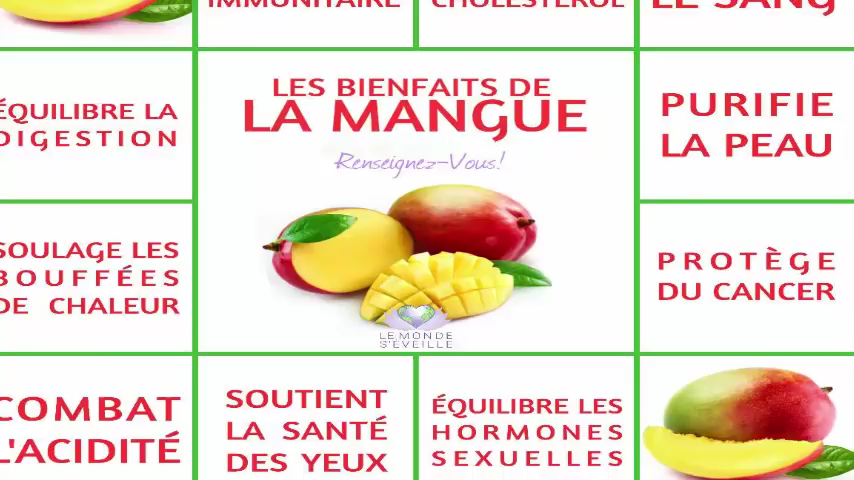 IMMUNITAIRE
CHOLESTÉROL
LE SANG
LES BIENFAITS DE
LA MANGUE
Renseignez-Vous!
ÉQUILIBRE LA
DIGESTION
PURIFIE
LA PEAU
SOULAGE LES
BOUFFÉES
DE CHALEUR
PROTÈGE
DU CANCER
LE MONDE
S'ÉVEILLE
COMBAT
L'ACIDITÉ
SOUTIENT
LA SANTÉ
DES YEUX
ÉQUILIBRE LES
HORMONES
SEXUELLES